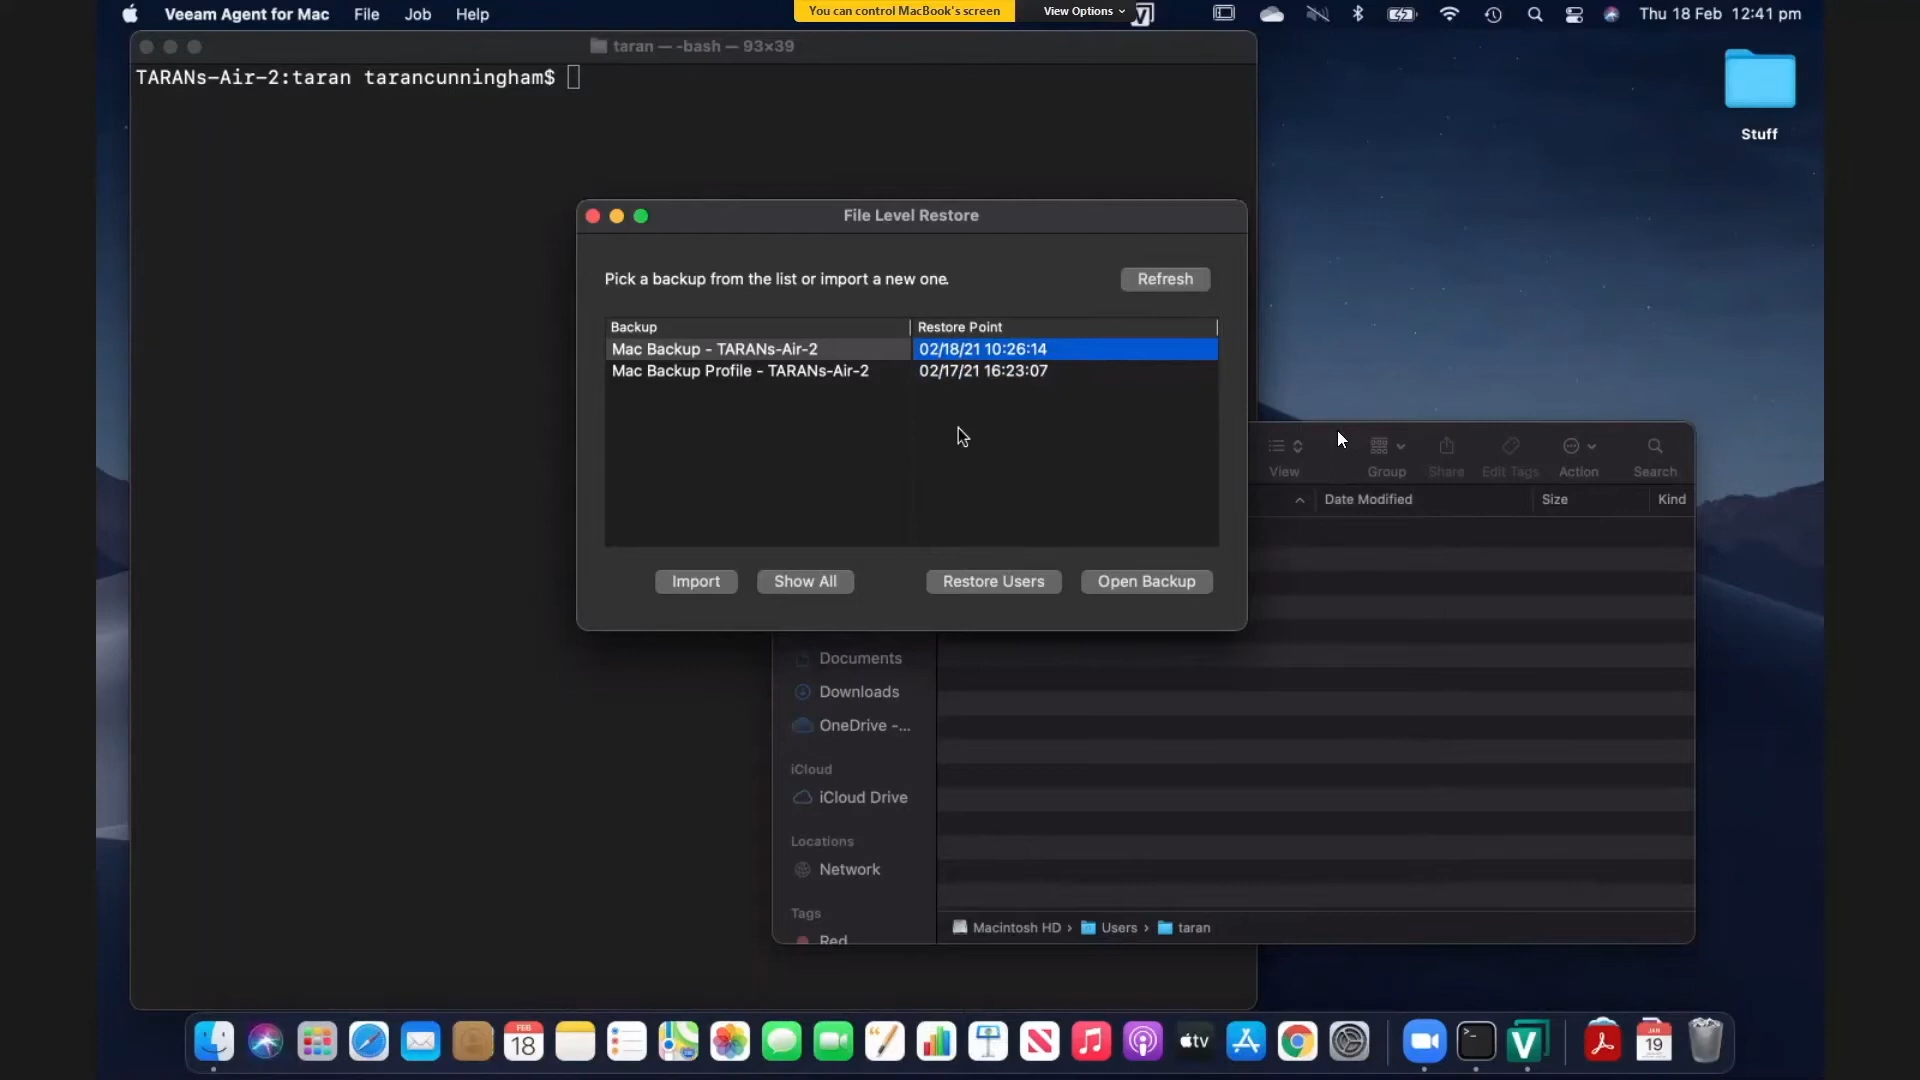 Veeam Agent for Mac File Job Help
You can control MacBook's screen View Options
Thu 18 Feb 12:41 pm
taran — -bash — 93×39
TARANs-Air-2:taran tarancunningham$
Stuff
File Level Restore
Pick a backup from the list or import a new one.
Refresh
Backup Restore Point
Mac Backup - TARANs-Air-2 02/18/21 10:26:14
Mac Backup Profile - TARANs-Air-2 02/17/21 16:23:07
Import Show All Restore Users Open Backup
View Group Share Edit Tags Action Search
Date Modified Size Kind
Documents
Downloads
OneDrive -...
iCloud
iCloud Drive
Locations
Network
Tags
Red
Macintosh HD › Users › taran
FEB
18
tv
JAN
19